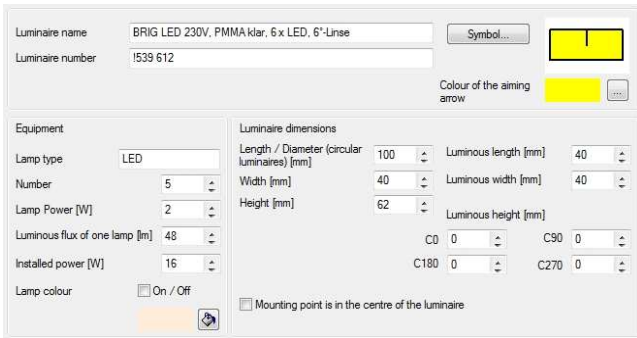 Luminaire name
BRIG LED 230V, PMMA klar, 6 x LED, 6°-Linse
Symbol...
Luminaire number
!539 612
Colour of the aiming
arrow
...
Equipment
Lamp type
LED
Number
5
Lamp Power [W]
2
Luminous flux of one lamp [lm]
48
Installed power [W]
16
Lamp colour
On / Off
Luminaire dimensions
Length / Diameter (circular
luminaires) [mm]
100
Luminous length [mm]
40
Width [mm]
40
Luminous width [mm]
40
Height [mm]
62
Luminous height [mm]
C0
0
C90
0
C180
0
C270
0
Mounting point is in the centre of the luminaire